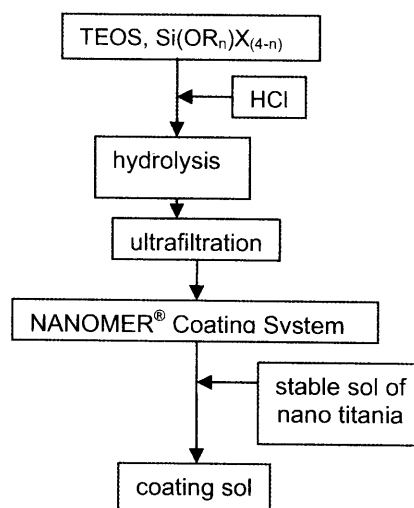 TEOS, Si(ORₙ)X₍₄₋ₙ₎
HCl
hydrolysis
ultrafiltration
NANOMER® Coating System
stable sol of
nano titania
coating sol